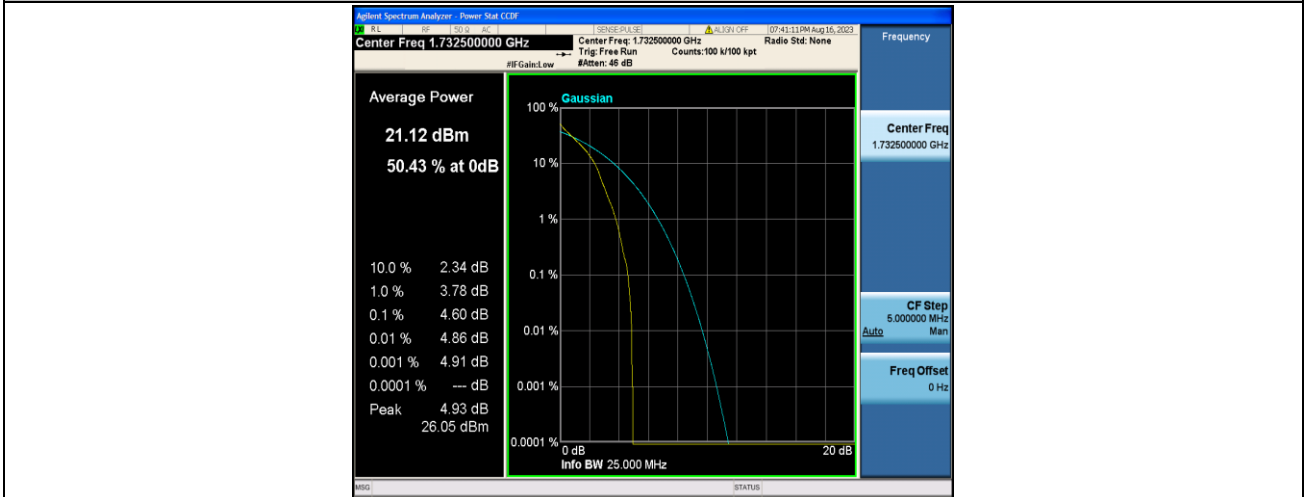 Agilent Spectrum Analyzer - Power Stat CCDF
RL RF 50 Ω AC SENSE:PULSE ALIGN OFF 07:41:11PM Aug 16, 2023
Center Freq 1.732500000 GHz
Center Freq: 1.732500000 GHz Radio Std: None
Trig: Free Run Counts:100 k/100 kpt
#IFGain:Low #Atten: 46 dB
Frequency
Average Power
21.12 dBm
50.43 % at 0dB
10.0 % 2.34 dB
1.0 % 3.78 dB
0.1 % 4.60 dB
0.01 % 4.86 dB
0.001 % 4.91 dB
0.0001 % --- dB
Peak 4.93 dB
26.05 dBm
Gaussian
100 %
10 %
1 %
0.1 %
0.01 %
0.001 %
0.0001 %
0 dB 20 dB
Info BW 25.000 MHz
Center Freq
1.732500000 GHz
CF Step
5.000000 MHz
Auto Man
Freq Offset
0 Hz
MSG STATUS